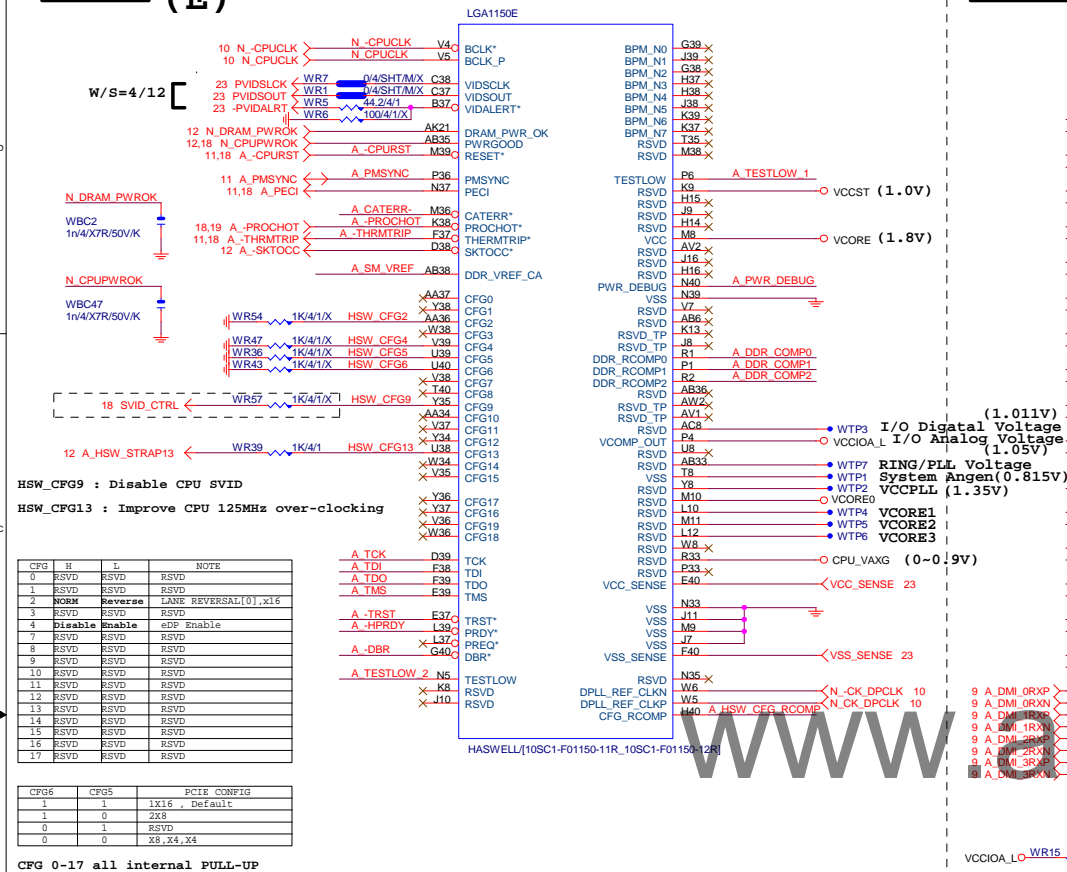 (E)
LGA1150E
10 N_-CPUCLK N_-CPUCLK V4 BCLK*
10 N_CPUCLK N_CPUCLK V5 BCLK_P
W/S=4/12
23 PVIDSLCK WR7 0/4/SHT/M/X C38 VIDSCLK
23 PVIDSOUT WR1 0/4/SHT/M/X C37 VIDSOUT
23 -PVIDALRT WR5 44.2/4/1 B37 VIDALERT*
WR6 100/4/1/X
12 N_DRAM_PWROK AK21 DRAM_PWR_OK
12,18 N_CPUPWROK AB35 PWRGOOD
11,18 A_-CPURST A_-CPURST M39 RESET*
11 A_PMSYNC A_PMSYNC P36 PMSYNC
11,18 A_PECI N37 PECI
A_CATERR- M36 CATERR*
18,19 A_-PROCHOT A_-PROCHOT K38 PROCHOT*
11,18 A_-THRMTRIP A_-THRMTRIP F37 THERMTRIP*
12 A_-SKTOCC D38 SKTOCC*
A_SM_VREF AB38 DDR_VREF_CA
N_DRAM_PWROK
WBC2
1n/4/X7R/50V/K
N_CPUPWROK
WBC47
1n/4/X7R/50V/K
AA37 CFG0
Y38 CFG1
WR54 1K/4/1/X HSW_CFG2 AA36 CFG2
W38 CFG3
WR47 1K/4/1/X HSW_CFG4 V39 CFG4
WR36 1K/4/1/X HSW_CFG5 U39 CFG5
WR43 1K/4/1/X HSW_CFG6 U40 CFG6
V38 CFG7
T40 CFG8
18 SVID_CTRL WR57 1K/4/1/X HSW_CFG9 Y35 CFG9
AA34 CFG10
V37 CFG11
Y34 CFG12
12 A_HSW_STRAP13 WR39 1K/4/1 HSW_CFG13 U38 CFG13
W34 CFG14
V35 CFG15
Y36 CFG17
Y37 CFG16
V36 CFG19
W36 CFG18
HSW_CFG9 : Disable CPU SVID
HSW_CFG13 : Improve CPU 125MHz over-clocking
A_TCK D39 TCK
A_TDI F38 TDI
A_TDO F39 TDO
A_TMS E39 TMS
A_-TRST E37 TRST*
A_-HPRDY L39 PRDY*
L37 PREQ*
A_-DBR G40 DBR*
A_TESTLOW_2 N5 TESTLOW
K8 RSVD
J10 RSVD
BPM_N0 G39
BPM_N1 J39
BPM_N2 G38
BPM_N3 H37
BPM_N4 H38
BPM_N5 J38
BPM_N6 K39
BPM_N7 K37
RSVD T35
RSVD M38
TESTLOW P6 A_TESTLOW_1
RSVD K9 VCCST (1.0V)
RSVD H15
RSVD J9
RSVD H14
VCC M8 VCORE (1.8V)
RSVD AV2
RSVD J16
RSVD H16
PWR_DEBUG N40 A_PWR_DEBUG
VSS N39
RSVD V7
RSVD AB6
RSVD_TP K13
RSVD_TP J8
DDR_RCOMP0 R1 A_DDR_COMP0
DDR_RCOMP1 P1 A_DDR_COMP1
DDR_RCOMP2 R2 A_DDR_COMP2
RSVD AB36
RSVD_TP AW2
RSVD_TP AV1
(1.011V)
RSVD AC8 WTP3 I/O Digatal Voltage
VCOMP_OUT P4 VCCIOA_L I/O Analog Voltage
(1.05V)
RSVD U8
RSVD AB33 WTP7 RING/PLL Voltage
VSS T8 WTP1 System Angen(0.815V)
RSVD Y8 WTP2 VCCPLL (1.35V)
RSVD M10 VCORE0
RSVD L10 WTP4 VCORE1
RSVD M11 WTP5 VCORE2
RSVD L12 WTP6 VCORE3
RSVD W8
RSVD R33 CPU_VAXG (0~0.9V)
RSVD P33
VCC_SENSE E40 VCC_SENSE 23
VSS N33
VSS J11
VSS M9
VSS J7
VSS_SENSE F40 VSS_SENSE 23
RSVD N35
DPLL_REF_CLKN W6 N_-CK_DPCLK 10
DPLL_REF_CLKP W5 N_CK_DPCLK 10
CFG_RCOMP H40 A_HSW_CFG_RCOMP
HASWELL/[10SC1-F01150-11R_10SC1-F01150-12R]
CFG H L NOTE
0 RSVD RSVD RSVD
1 RSVD RSVD RSVD
2 NORM Reverse LANE REVERSAL[0],x16
3 RSVD RSVD RSVD
4 Disable Enable eDP Enable
7 RSVD RSVD RSVD
8 RSVD RSVD RSVD
9 RSVD RSVD RSVD
10 RSVD RSVD RSVD
11 RSVD RSVD RSVD
12 RSVD RSVD RSVD
13 RSVD RSVD RSVD
14 RSVD RSVD RSVD
15 RSVD RSVD RSVD
16 RSVD RSVD RSVD
17 RSVD RSVD RSVD
CFG6 CFG5 PCIE CONFIG
1 1 1X16 , Default
1 0 2X8
0 1 RSVD
0 0 X8,X4,X4
CFG 0-17 all internal PULL-UP
9 A_DMI_0RXP
9 A_DMI_0RXN
9 A_DMI_1RXP
9 A_DMI_1RXN
9 A_DMI_2RXP
9 A_DMI_2RXN
9 A_DMI_3RXP
9 A_DMI_3RXN
www.a
VCCIOA_L WR15